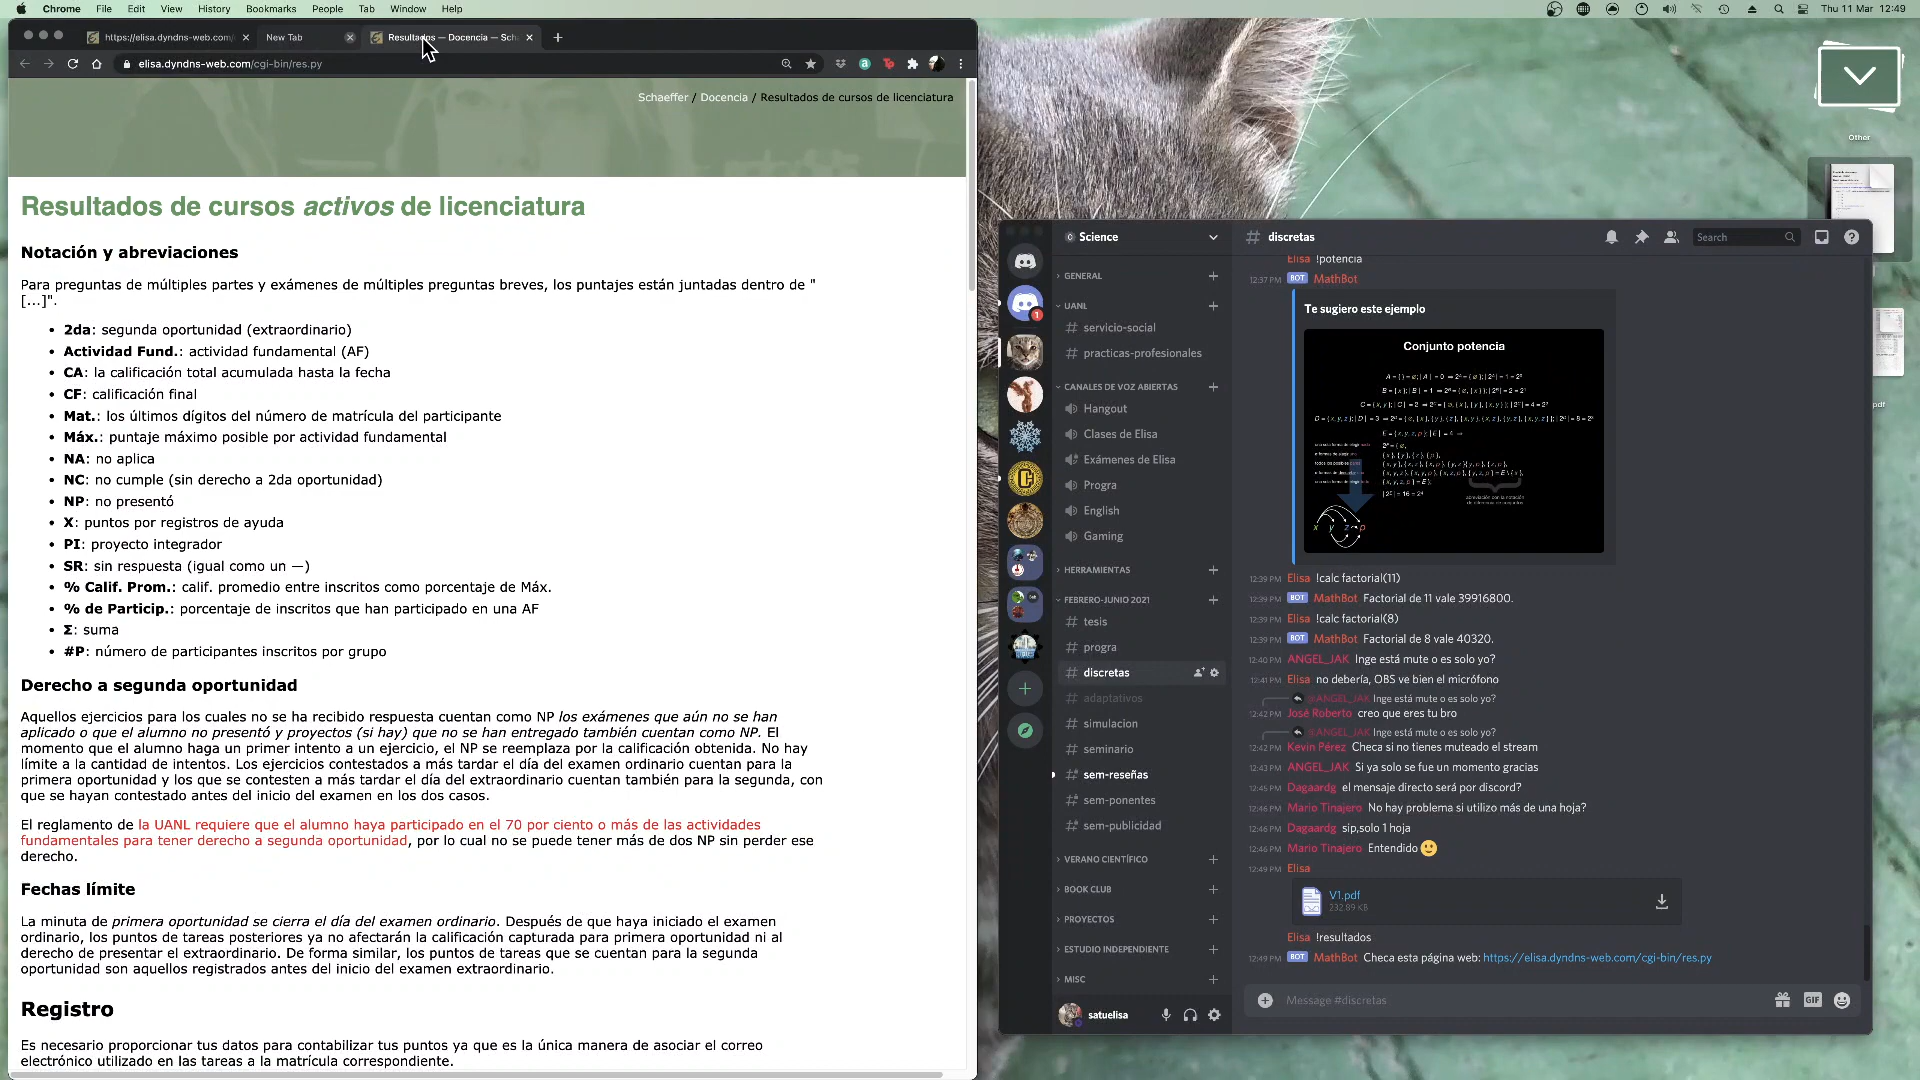 Chrome File Edit View History Bookmarks People Tab Window Help
Thu 11 Mar 12:49
https://elisa.dyndns-web.com/
New Tab
Resultados — Docencia — Sch
elisa.dyndns-web.com/cgi-bin/res.py
Schaeffer / Docencia / Resultados de cursos de licenciatura
Resultados de cursos activos de licenciatura
Notación y abreviaciones
Para preguntas de múltiples partes y exámenes de múltiples preguntas breves, los puntajes están juntadas dentro de "
[...]".
• 2da: segunda oportunidad (extraordinario)
• Actividad Fund.: actividad fundamental (AF)
• CA: la calificación total acumulada hasta la fecha
• CF: calificación final
• Mat.: los últimos dígitos del número de matrícula del participante
• Máx.: puntaje máximo posible por actividad fundamental
• NA: no aplica
• NC: no cumple (sin derecho a 2da oportunidad)
• NP: no presentó
• X: puntos por registros de ayuda
• PI: proyecto integrador
• SR: sin respuesta (igual como un —)
• % Calif. Prom.: calif. promedio entre inscritos como porcentaje de Máx.
• % de Particip.: porcentaje de inscritos que han participado en una AF
• Σ: suma
• #P: número de participantes inscritos por grupo
Derecho a segunda oportunidad
Aquellos ejercicios para los cuales no se ha recibido respuesta cuentan como NP los exámenes que aún no se han
aplicado o que el alumno no presentó y proyectos (si hay) que no se han entregado también cuentan como NP. El
momento que el alumno haga un primer intento a un ejercicio, el NP se reemplaza por la calificación obtenida. No hay
límite a la cantidad de intentos. Los ejercicios contestados a más tardar el día del examen ordinario cuentan para la
primera oportunidad y los que se contesten a más tardar el día del extraordinario cuentan también para la segunda, con
que se hayan contestado antes del inicio del examen en los dos casos.
El reglamento de la UANL requiere que el alumno haya participado en el 70 por ciento o más de las actividades
fundamentales para tener derecho a segunda oportunidad, por lo cual no se puede tener más de dos NP sin perder ese
derecho.
Fechas límite
La minuta de primera oportunidad se cierra el día del examen ordinario. Después de que haya iniciado el examen
ordinario, los puntos de tareas posteriores ya no afectarán la calificación capturada para primera oportunidad ni al
derecho de presentar el extraordinario. De forma similar, los puntos de tareas que se cuentan para la segunda
oportunidad son aquellos registrados antes del inicio del examen extraordinario.
Registro
Es necesario proporcionar tus datos para contabilizar tus puntos ya que es la única manera de asociar el correo
electrónico utilizado en las tareas a la matrícula correspondiente.
Other
pdf
Science
GENERAL
UANL
servicio-social
practicas-profesionales
CANALES DE VOZ ABIERTAS
Hangout
Clases de Elisa
Exámenes de Elisa
Progra
English
Gaming
HERRAMIENTAS
FEBRERO-JUNIO 2021
# tesis
# progra
# discretas
# adaptativos
# simulacion
# seminario
# sem-reseñas
# sem-ponentes
# sem-publicidad
VERANO CIENTÍFICO
BOOK CLUB
PROYECTOS
ESTUDIO INDEPENDIENTE
MISC
satuelisa
1
# discretas
Search
Elisa !potencia
12:37 PM BOT MathBot
Te sugiero este ejemplo
Conjunto potencia
12:39 PM Elisa !calc factorial(11)
12:39 PM BOT MathBot Factorial de 11 vale 39916800.
12:39 PM Elisa !calc factorial(8)
12:39 PM BOT MathBot Factorial de 8 vale 40320.
12:40 PM ANGEL_JAK Inge está mute o es solo yo?
12:41 PM Elisa no debería, OBS ve bien el micrófono
@ANGEL_JAK Inge está mute o es solo yo?
12:42 PM José Roberto creo que eres tu bro
@ANGEL_JAK Inge está mute o es solo yo?
12:42 PM Kevin Pérez Checa si no tienes muteado el stream
12:43 PM ANGEL_JAK Si ya solo se fue un momento gracias
12:45 PM Dagaardg el mensaje directo será por discord?
12:46 PM Mario Tinajero No hay problema si utilizo más de una hoja?
12:46 PM Dagaardg sip,solo 1 hoja
12:46 PM Mario Tinajero Entendido 🙂
12:49 PM Elisa
V1.pdf
232.89 KB
Elisa !resultados
12:49 PM BOT MathBot Checa esta página web: https://elisa.dyndns-web.com/cgi-bin/res.py
Message #discretas
GIF